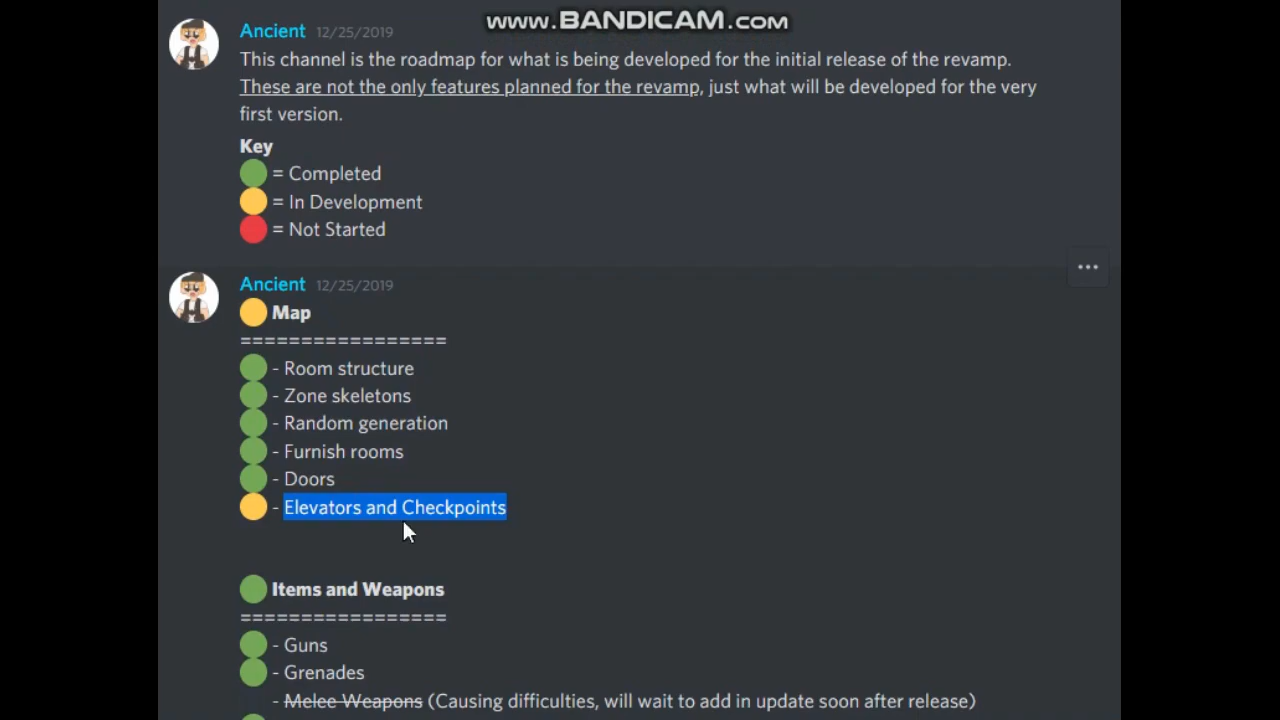 www.BANDICAM.com
Ancient 12/25/2019
This channel is the roadmap for what is being developed for the initial release of the revamp.
These are not the only features planned for the revamp, just what will be developed for the very
first version.
Key
= Completed
= In Development
= Not Started
Ancient 12/25/2019
Map
=================
- Room structure
- Zone skeletons
- Random generation
- Furnish rooms
- Doors
- Elevators and Checkpoints
Items and Weapons
=================
- Guns
- Grenades
- Melee Weapons (Causing difficulties, will wait to add in update soon after release)